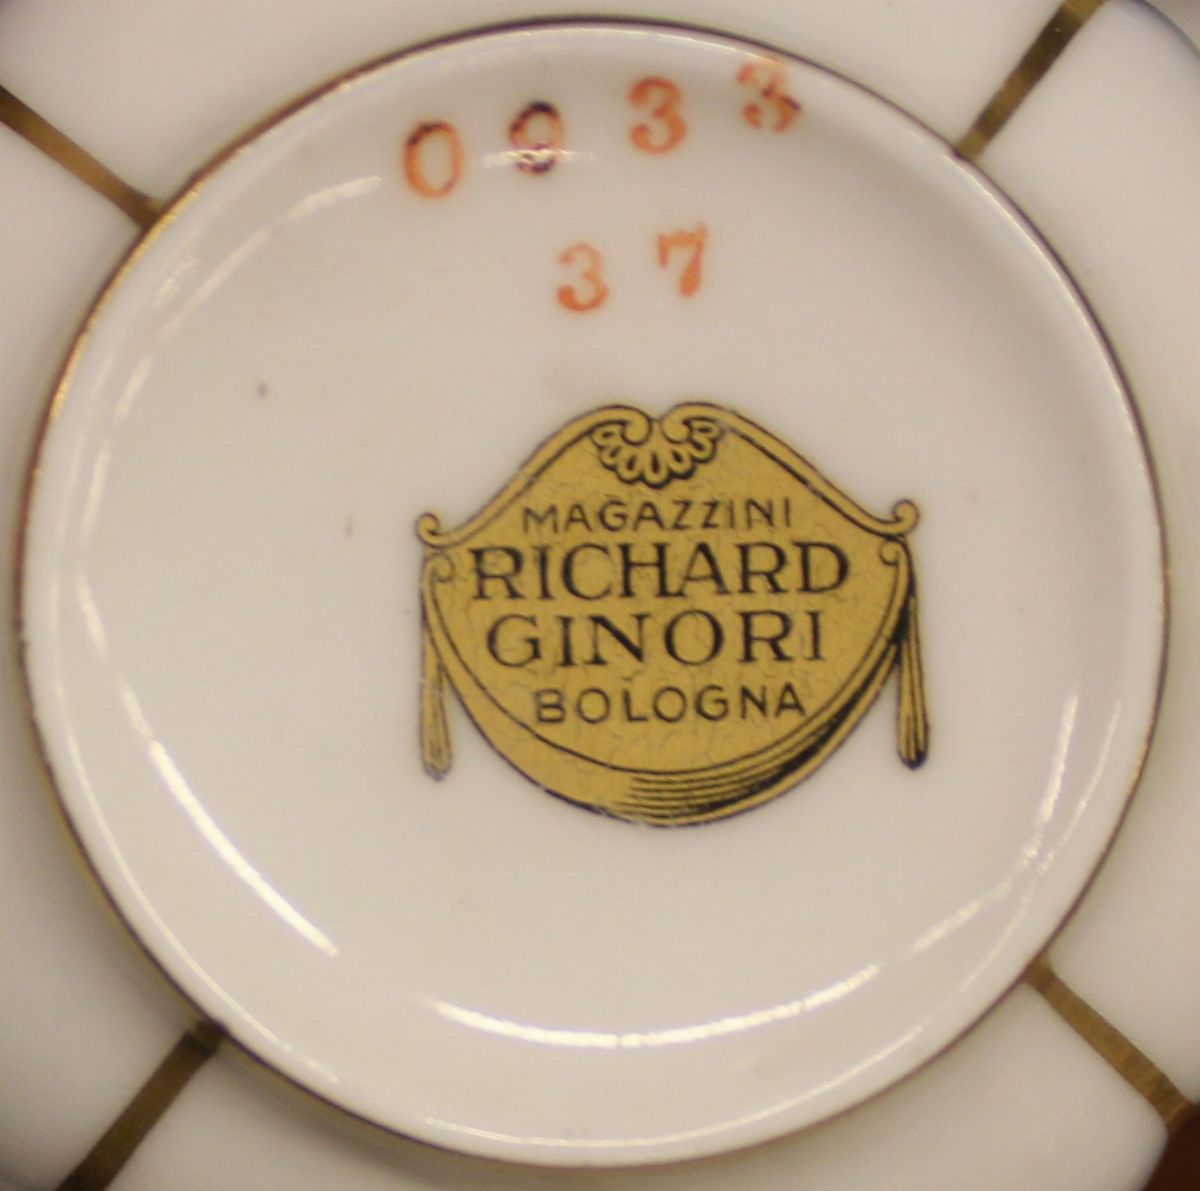 0933
37
MAGAZZINI
RICHARD
GINORI
BOLOGNA